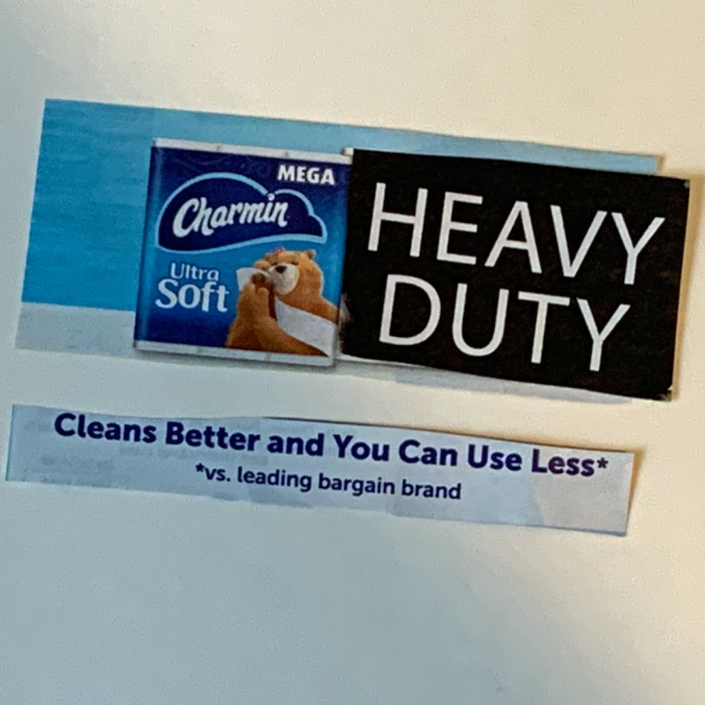 MEGA
Charmin
Ultra
Soft
HEAVY
DUTY
Cleans Better and You Can Use Less*
*vs. leading bargain brand